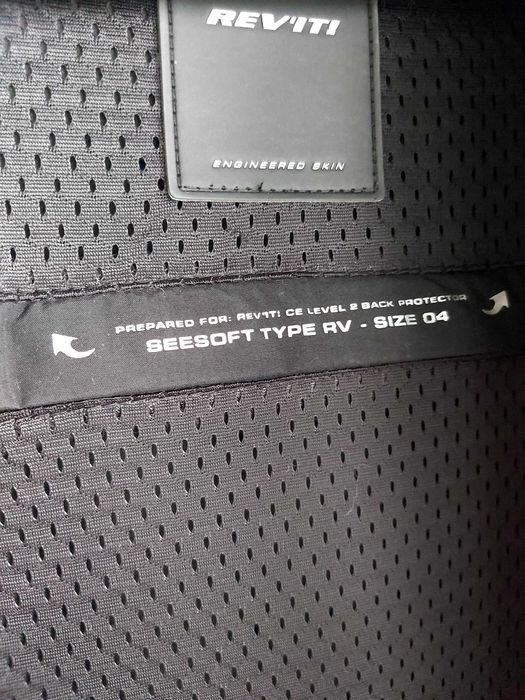 REV'IT!
ENGINEERED SKIN
PREPARED FOR: REV'IT! CE LEVEL 2 BACK PROTECTOR
SEESOFT TYPE RV - SIZE 04